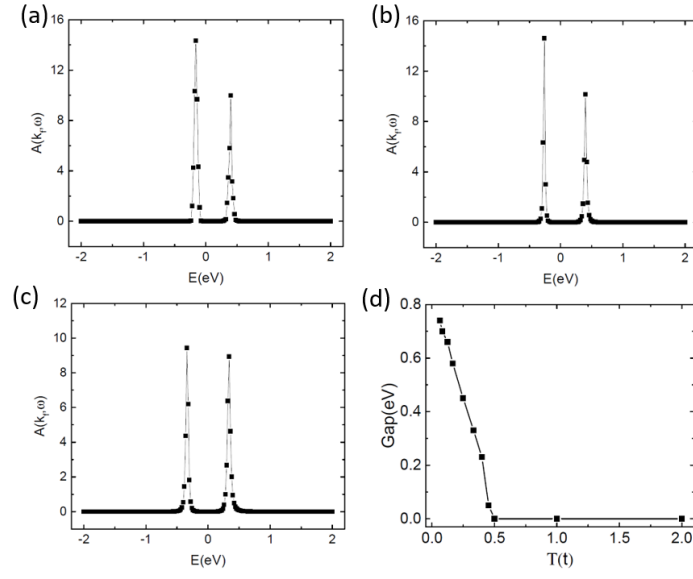 (a)
16
12
8
4
0
A(k_f,ω)
-2 -1 0 1 2
E(eV)
(b)
16
12
8
4
0
A(k_f,ω)
-2 -1 0 1 2
E(eV)
(c)
12
10
8
6
4
2
0
A(k_f,ω)
-2 -1 0 1 2
E(eV)
(d)
0.8
0.6
0.4
0.2
0.0
Gap(eV)
0.0 0.5 1.0 1.5 2.0
T(t)